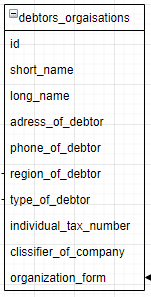 debtors_orgaisations
id
short_name
long_name
adress_of_debtor
phone_of_debtor
region_of_debtor
type_of_debtor
individual_tax_number
clissifier_of_company
organization_form